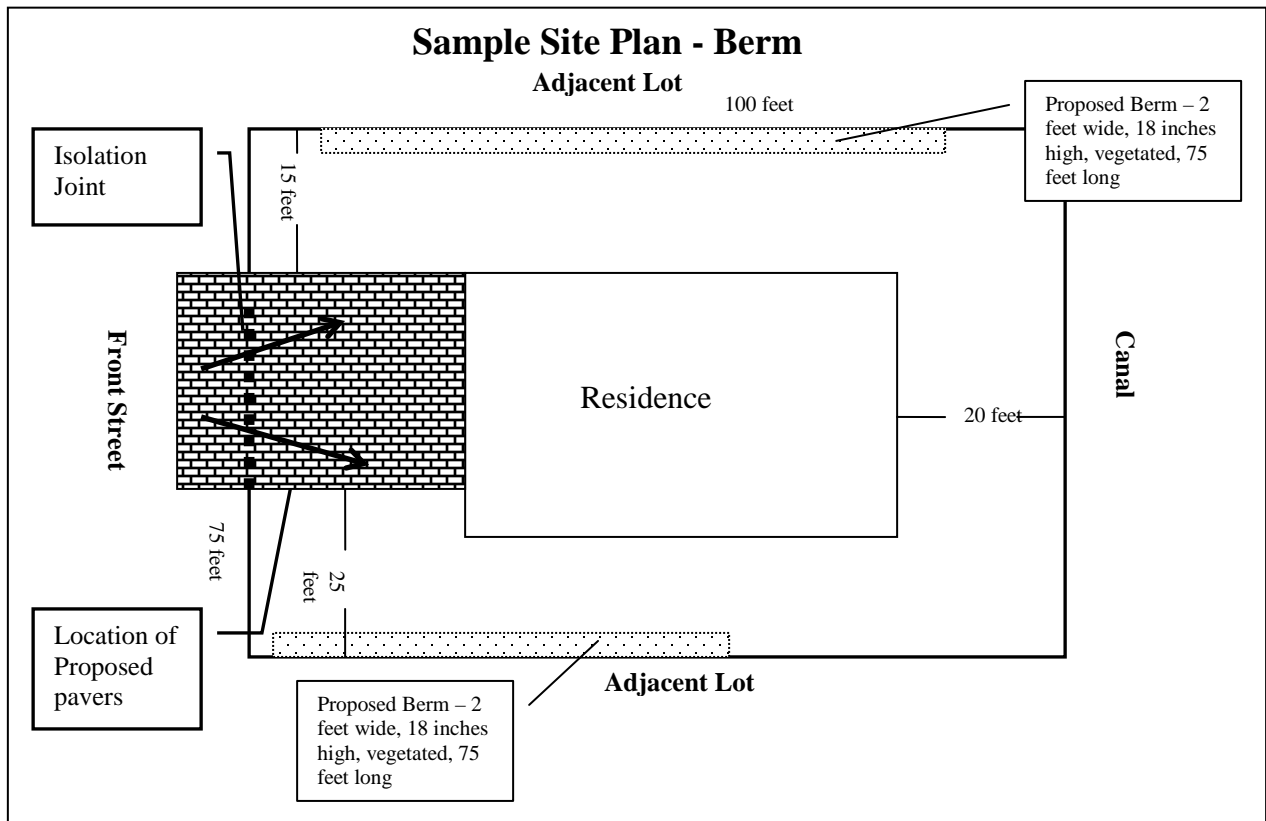 Sample Site Plan - Berm
Adjacent Lot
100 feet
Proposed Berm – 2
feet wide, 18 inches
high, vegetated, 75
feet long
Isolation
Joint
15 feet
Front Street
Residence
20 feet
Canal
75 feet
25
feet
Location of
Proposed
pavers
Adjacent Lot
Proposed Berm – 2
feet wide, 18 inches
high, vegetated, 75
feet long